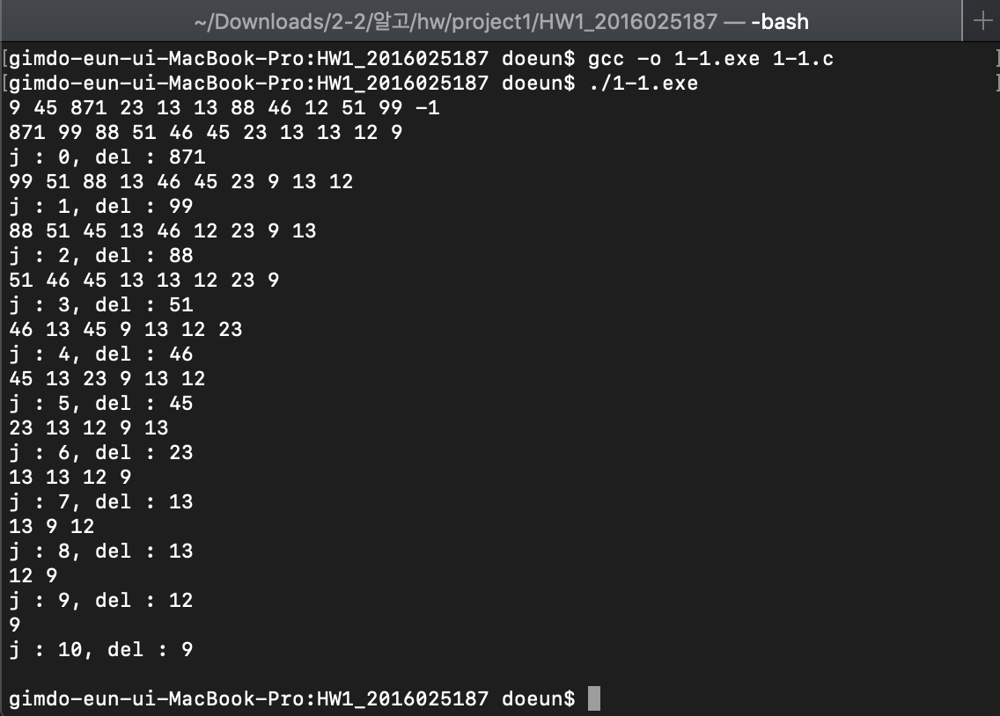 ~/Downloads/2-2/알고/hw/project1/HW1_2016025187 — -bash
[gimdo-eun-ui-MacBook-Pro:HW1_2016025187 doeun$ gcc -o 1-1.exe 1-1.c ]
[gimdo-eun-ui-MacBook-Pro:HW1_2016025187 doeun$ ./1-1.exe ]
9 45 871 23 13 13 88 46 12 51 99 -1
871 99 88 51 46 45 23 13 13 12 9
j : 0, del : 871
99 51 88 13 46 45 23 9 13 12
j : 1, del : 99
88 51 45 13 46 12 23 9 13
j : 2, del : 88
51 46 45 13 13 12 23 9
j : 3, del : 51
46 13 45 9 13 12 23
j : 4, del : 46
45 13 23 9 13 12
j : 5, del : 45
23 13 12 9 13
j : 6, del : 23
13 13 12 9
j : 7, del : 13
13 9 12
j : 8, del : 13
12 9
j : 9, del : 12
9
j : 10, del : 9
gimdo-eun-ui-MacBook-Pro:HW1_2016025187 doeun$